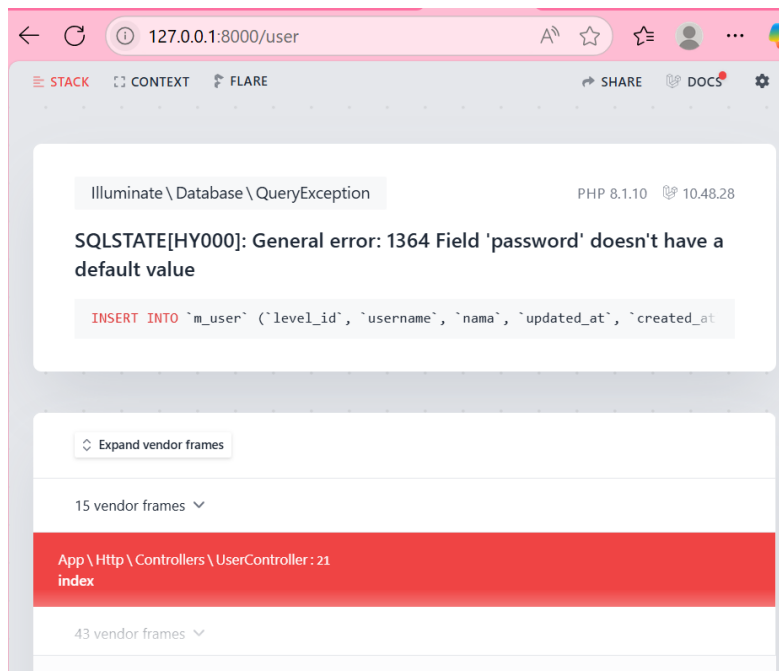 127.0.0.1:8000/user
STACK CONTEXT FLARE SHARE DOCS
Illuminate \ Database \ QueryException PHP 8.1.10 10.48.28
SQLSTATE[HY000]: General error: 1364 Field 'password' doesn't have a
default value
INSERT INTO `m_user` (`level_id`, `username`, `nama`, `updated_at`, `created_at
Expand vendor frames
15 vendor frames
App \ Http \ Controllers \ UserController : 21
index
43 vendor frames